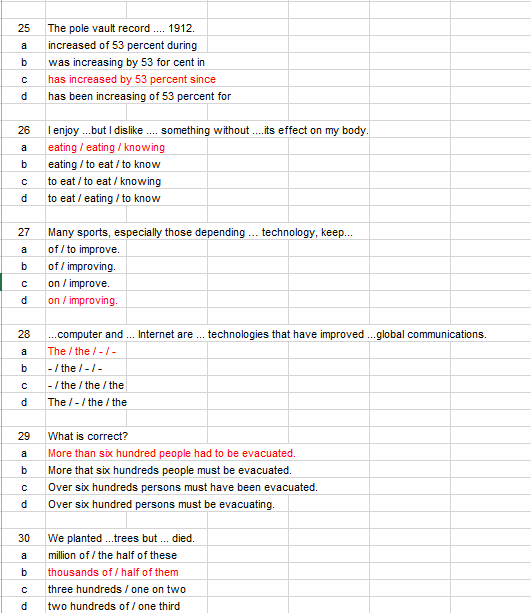 25 The pole vault record .... 1912.
a increased of 53 percent during
b was increasing by 53 for cent in
c has increased by 53 percent since
d has been increasing of 53 percent for
26 I enjoy ...but I dislike .... something without ....its effect on my body.
a eating / eating / knowing
b eating / to eat / to know
c to eat / to eat / knowing
d to eat / eating / to know
27 Many sports, especially those depending ... technology, keep...
a of / to improve.
b of / improving.
c on / improve.
d on / improving.
28 ...computer and ... Internet are ... technologies that have improved ...global communications.
a The / the / - / -
b - / the / - / -
c - / the / the / the
d The / - / the / the
29 What is correct?
a More than six hundred people had to be evacuated.
b More that six hundreds people must be evacuated.
c Over six hundreds persons must have been evacuated.
d Over six hundred persons must be evacuating.
30 We planted ...trees but ... died.
a million of / the half of these
b thousands of / half of them
c three hundreds / one on two
d two hundreds of / one third